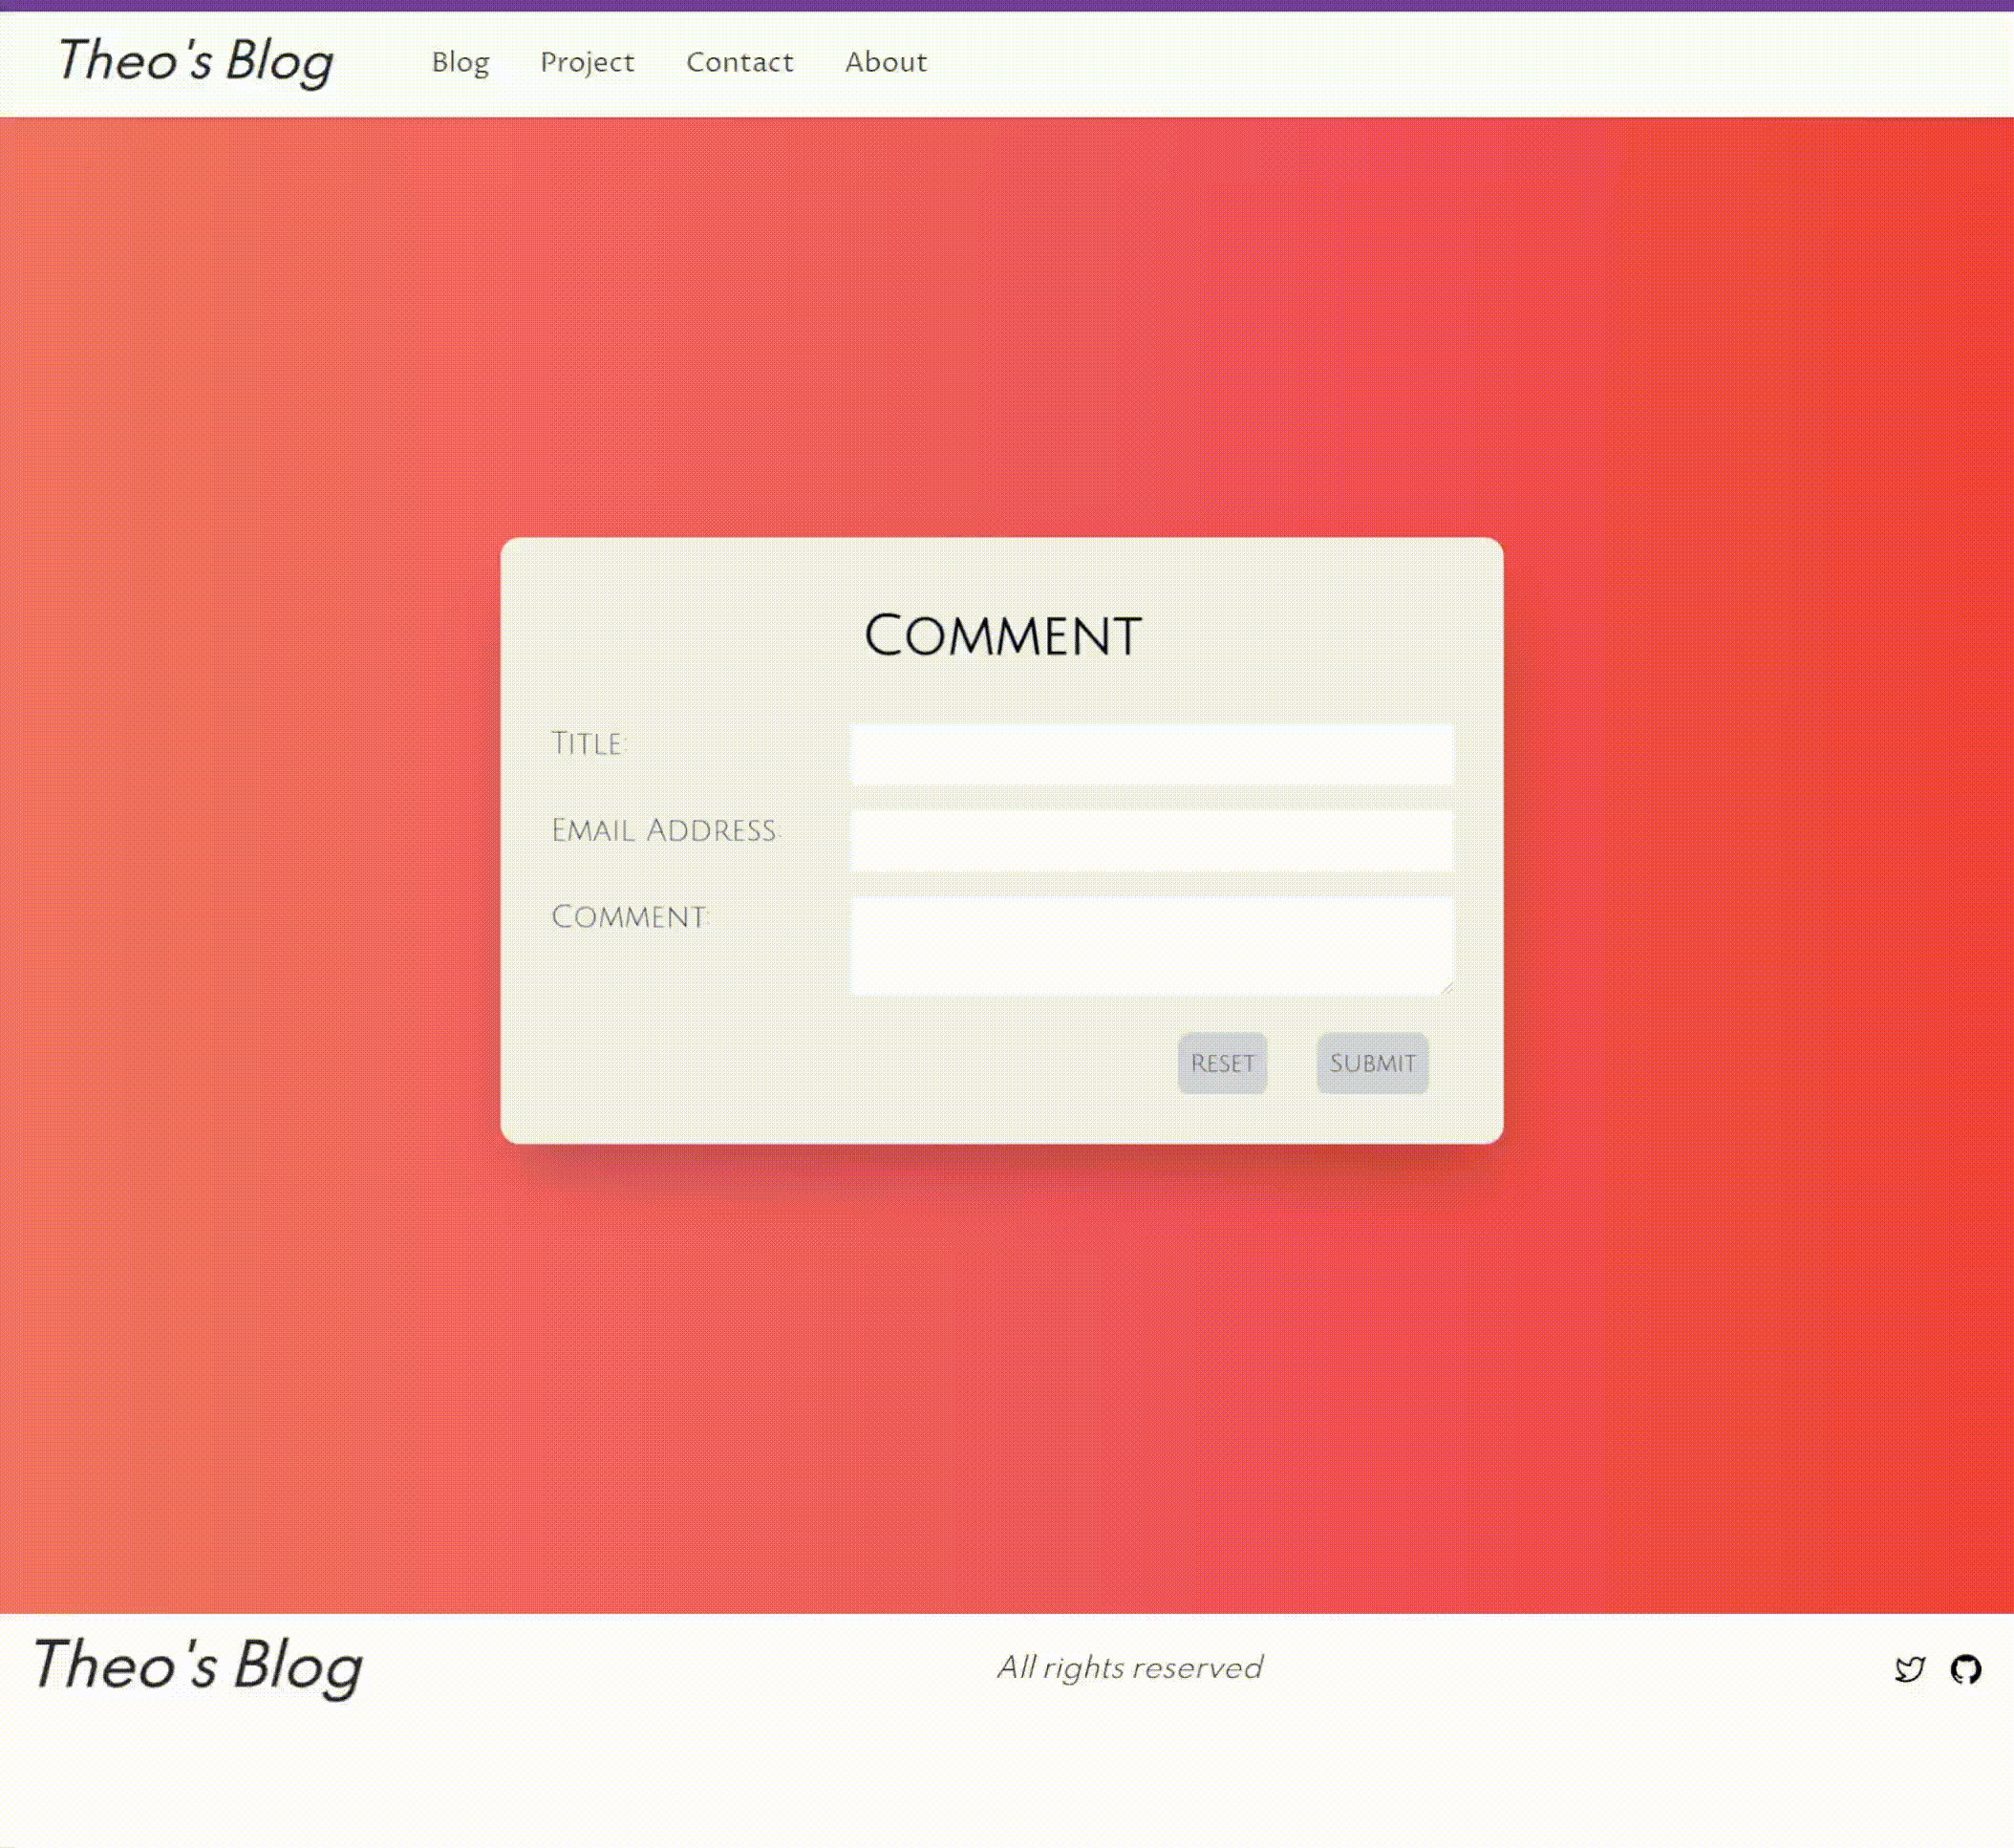 Theo's Blog Blog Project Contact About
Comment
Title:
Email Address:
Comment:
Reset Submit
Theo's Blog All rights reserved